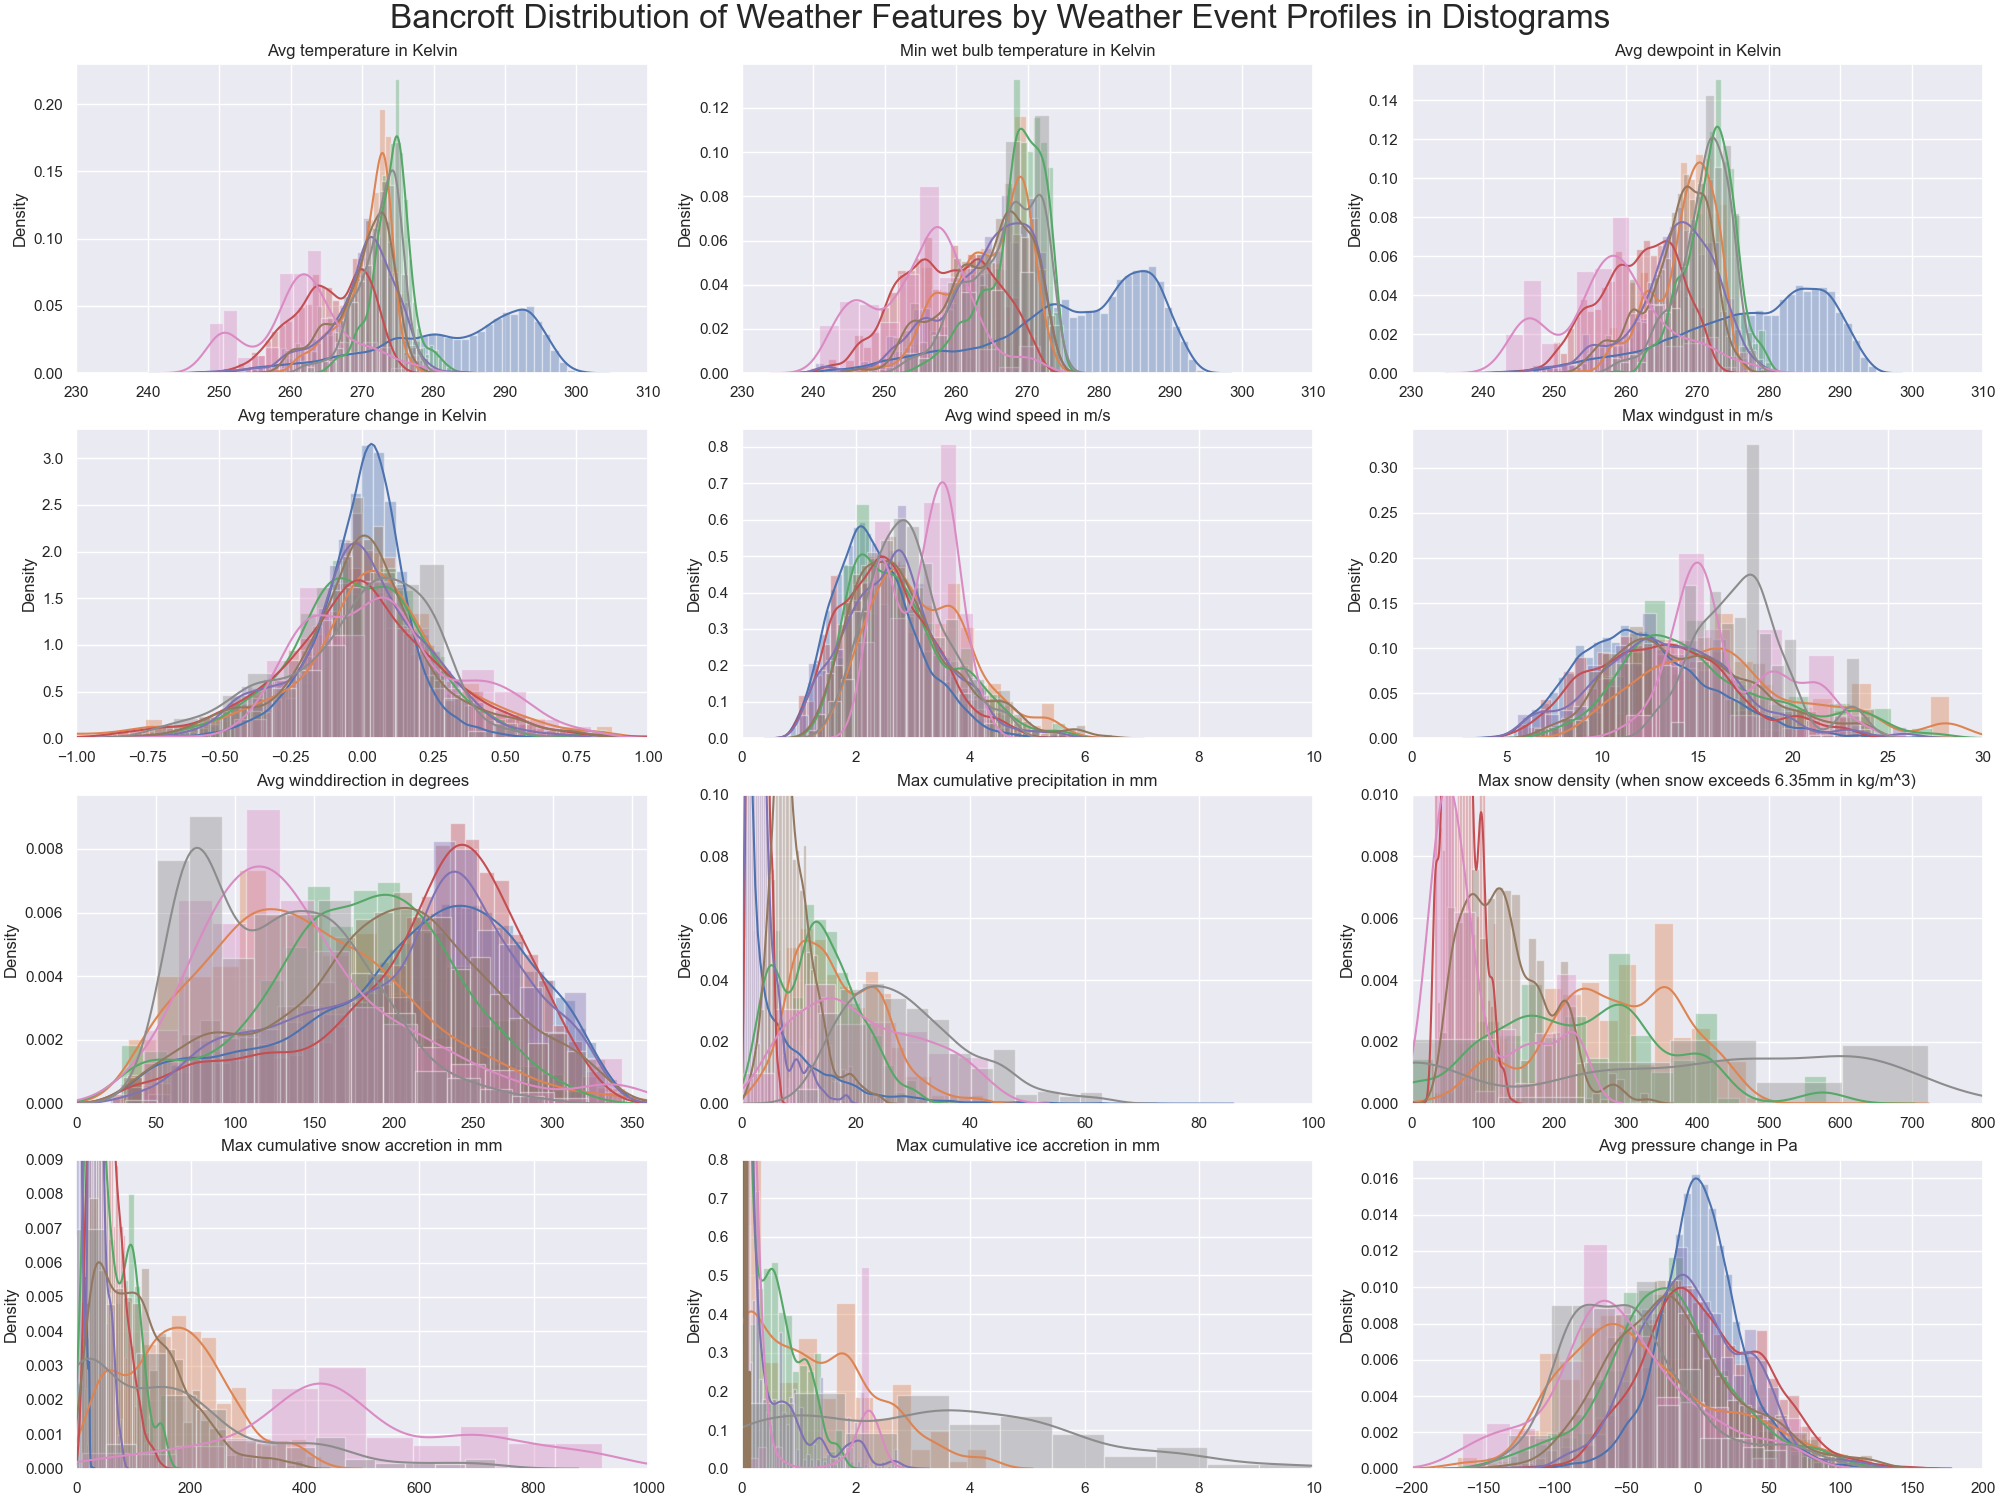 Bancroft Distribution of Weather Features by Weather Event Profiles in Distograms
Avg temperature in Kelvin
Density
0.20
0.15
0.10
0.05
0.00
230 240 250 260 270 280 290 300 310
Min wet bulb temperature in Kelvin
Density
0.12
0.10
0.08
0.06
0.04
0.02
0.00
230 240 250 260 270 280 290 300 310
Avg dewpoint in Kelvin
Density
0.14
0.12
0.10
0.08
0.06
0.04
0.02
0.00
230 240 250 260 270 280 290 300 310
Avg temperature change in Kelvin
Density
3.0
2.5
2.0
1.5
1.0
0.5
0.0
−1.00 −0.75 −0.50 −0.25 0.00 0.25 0.50 0.75 1.00
Avg wind speed in m/s
Density
0.8
0.7
0.6
0.5
0.4
0.3
0.2
0.1
0.0
0 2 4 6 8 10
Max windgust in m/s
Density
0.30
0.25
0.20
0.15
0.10
0.05
0.00
0 5 10 15 20 25 30
Avg winddirection in degrees
Density
0.008
0.006
0.004
0.002
0.000
0 50 100 150 200 250 300 350
Max cumulative precipitation in mm
Density
0.10
0.08
0.06
0.04
0.02
0.00
0 20 40 60 80 100
Max snow density (when snow exceeds 6.35mm in kg/m^3)
Density
0.010
0.008
0.006
0.004
0.002
0.000
0 100 200 300 400 500 600 700 800
Max cumulative snow accretion in mm
Density
0.009
0.008
0.007
0.006
0.005
0.004
0.003
0.002
0.001
0.000
0 200 400 600 800 1000
Max cumulative ice accretion in mm
Density
0.8
0.7
0.6
0.5
0.4
0.3
0.2
0.1
0.0
0 2 4 6 8 10
Avg pressure change in Pa
Density
0.016
0.014
0.012
0.010
0.008
0.006
0.004
0.002
0.000
−200 −150 −100 −50 0 50 100 150 200